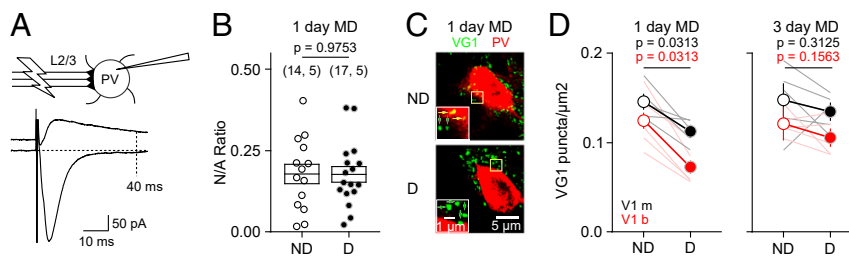 A
L2/3
PV
40 ms
50 pA
10 ms
B
1 day MD
p = 0.9753
(14, 5) (17, 5)
0.50
0.25
0.00
N/A Ratio
ND D
C
1 day MD
VG1 PV
ND
D
1 µm
5 µm
D
1 day MD
p = 0.0313
p = 0.0313
3 day MD
p = 0.3125
p = 0.1563
VG1 puncta/µm2
0.2
0.1
0.0
V1 m
V1 b
ND D
ND D